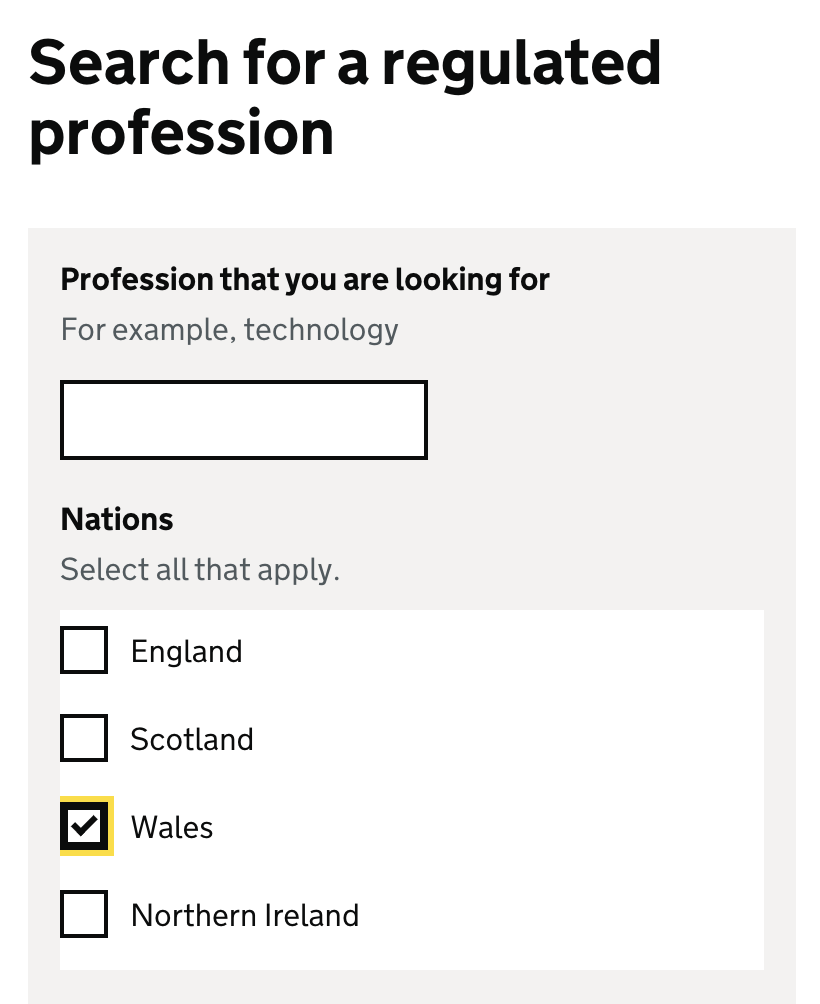 Search for a regulated
profession
Profession that you are looking for
For example, technology
Nations
Select all that apply.
England
Scotland
Wales
Northern Ireland